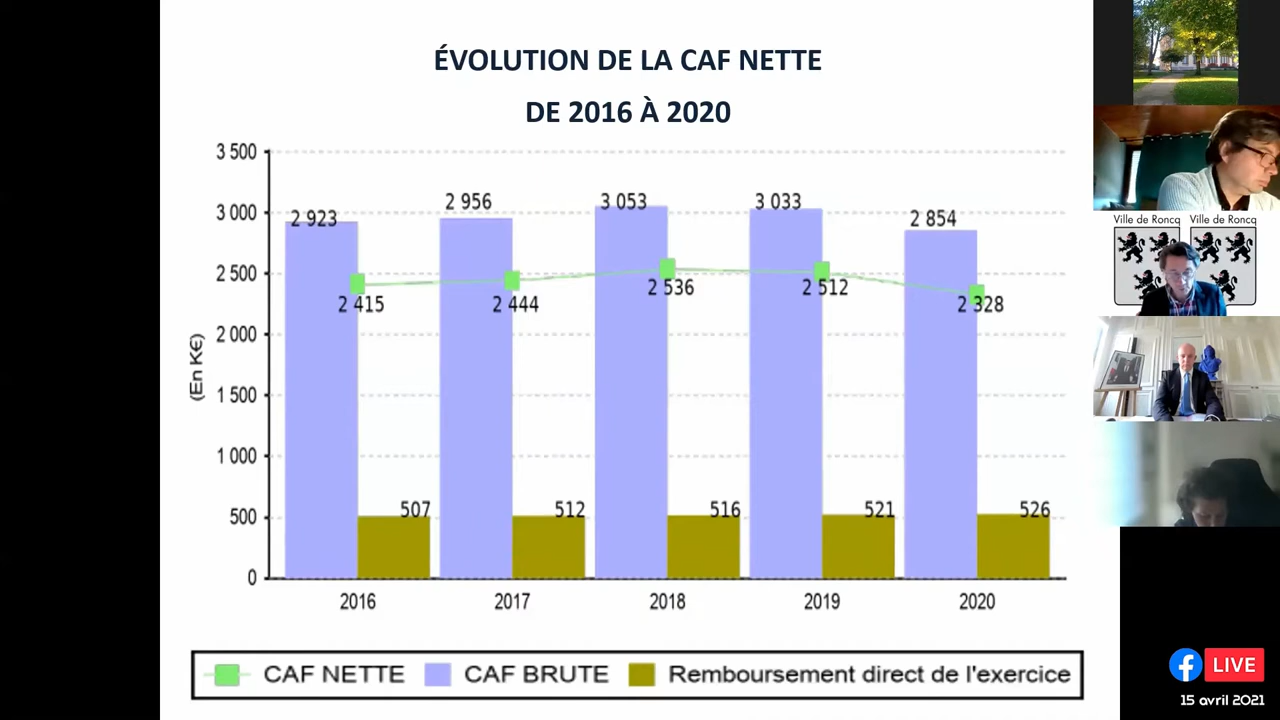 ÉVOLUTION DE LA CAF NETTE
DE 2016 À 2020
(En K€)
3 500
3 000
2 500
2 000
1 500
1 000
500
0
2 923
2 956
3 053
3 033
2 854
2 415
2 444
2 536
2 512
2 328
507
512
516
521
526
2016
2017
2018
2019
2020
CAF NETTE
CAF BRUTE
Remboursement direct de l'exercice
Ville de Roncq
Ville de Roncq
LIVE
15 avril 2021